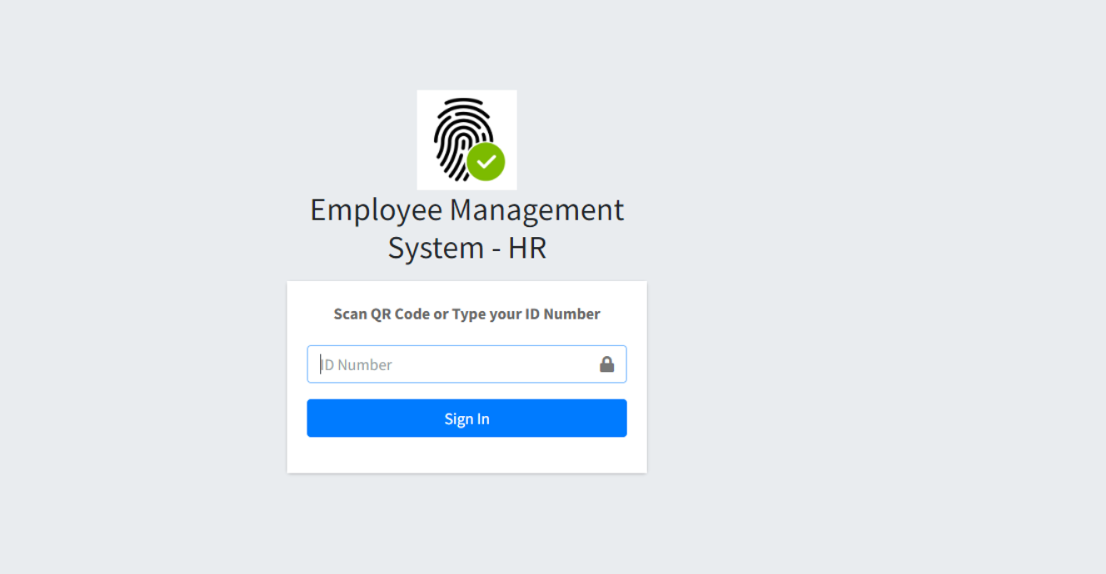 Employee Management
System - HR
Scan QR Code or Type your ID Number
ID Number
Sign In